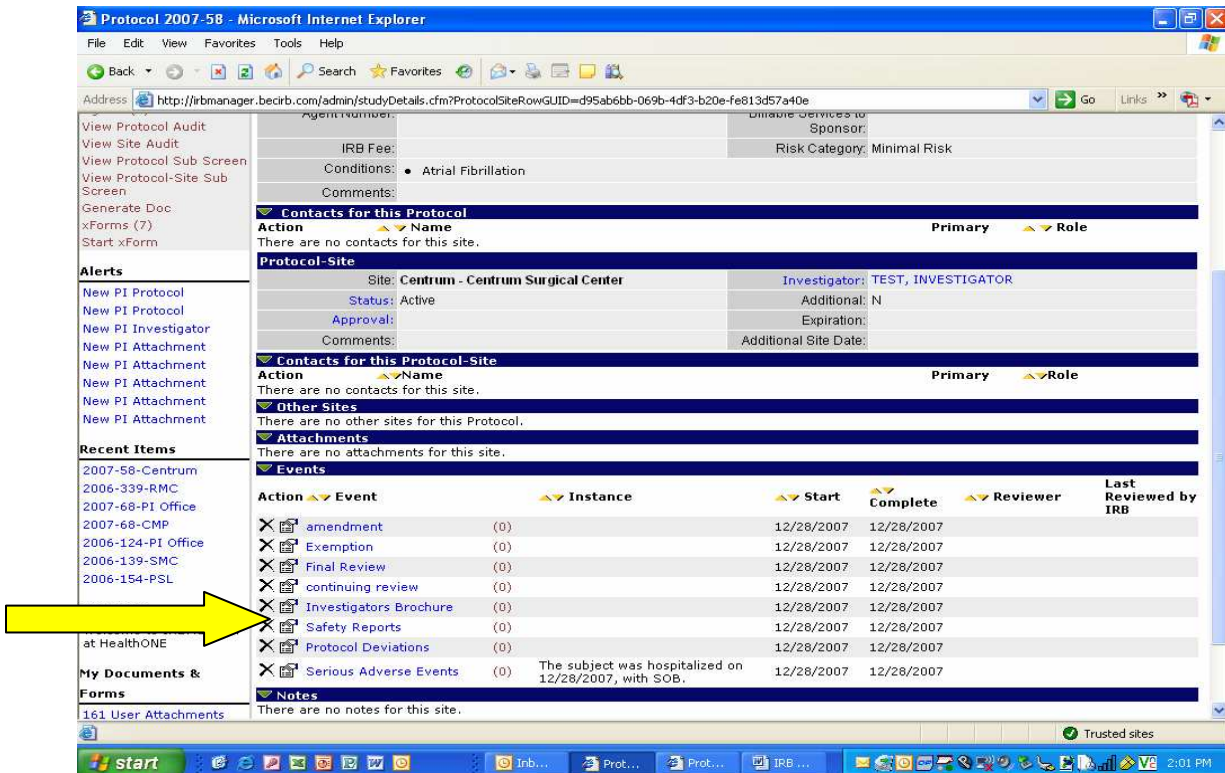 Protocol 2007-58 - Microsoft Internet Explorer
File Edit View Favorites Tools Help
Back Search Favorites
Address http://irbmanager.becirb.com/admin/studyDetails.cfm?ProtocolSiteRowGUID=d95ab6bb-069b-4df3-b20e-fe813d57a40e Go Links »
View Protocol Audit
View Site Audit
View Protocol Sub Screen
View Protocol-Site Sub
Screen
Generate Doc
xForms (7)
Start xForm
Alerts
New PI Protocol
New PI Protocol
New PI Investigator
New PI Attachment
New PI Attachment
New PI Attachment
New PI Attachment
New PI Attachment
Recent Items
2007-58-Centrum
2006-339-RMC
2007-68-PI Office
2007-68-CMP
2006-124-PI Office
2006-139-SMC
2006-154-PSL
at HealthONE
My Documents &
Forms
161 User Attachments
Agent Number: Billable Services to
Sponsor:
IRB Fee: Risk Category: Minimal Risk
Conditions: • Atrial Fibrillation
Comments:
Contacts for this Protocol
Action Name Primary Role
There are no contacts for this site.
Protocol-Site
Site: Centrum - Centrum Surgical Center Investigator: TEST, INVESTIGATOR
Status: Active Additional: N
Approval: Expiration:
Comments: Additional Site Date:
Contacts for this Protocol-Site
Action Name Primary Role
There are no contacts for this site.
Other Sites
There are no other sites for this Protocol.
Attachments
There are no attachments for this site.
Events
Action Event Instance Start Complete Reviewer Last Reviewed by IRB
amendment (0) 12/28/2007 12/28/2007
Exemption (0) 12/28/2007 12/28/2007
Final Review (0) 12/28/2007 12/28/2007
continuing review (0) 12/28/2007 12/28/2007
Investigators Brochure (0) 12/28/2007 12/28/2007
Safety Reports (0) 12/28/2007 12/28/2007
Protocol Deviations (0) 12/28/2007 12/28/2007
Serious Adverse Events (0) The subject was hospitalized on 12/28/2007, with SOB. 12/28/2007 12/28/2007
Notes
There are no notes for this site.
Trusted sites
start Inb... Prot... Prot... IRB ... 2:01 PM